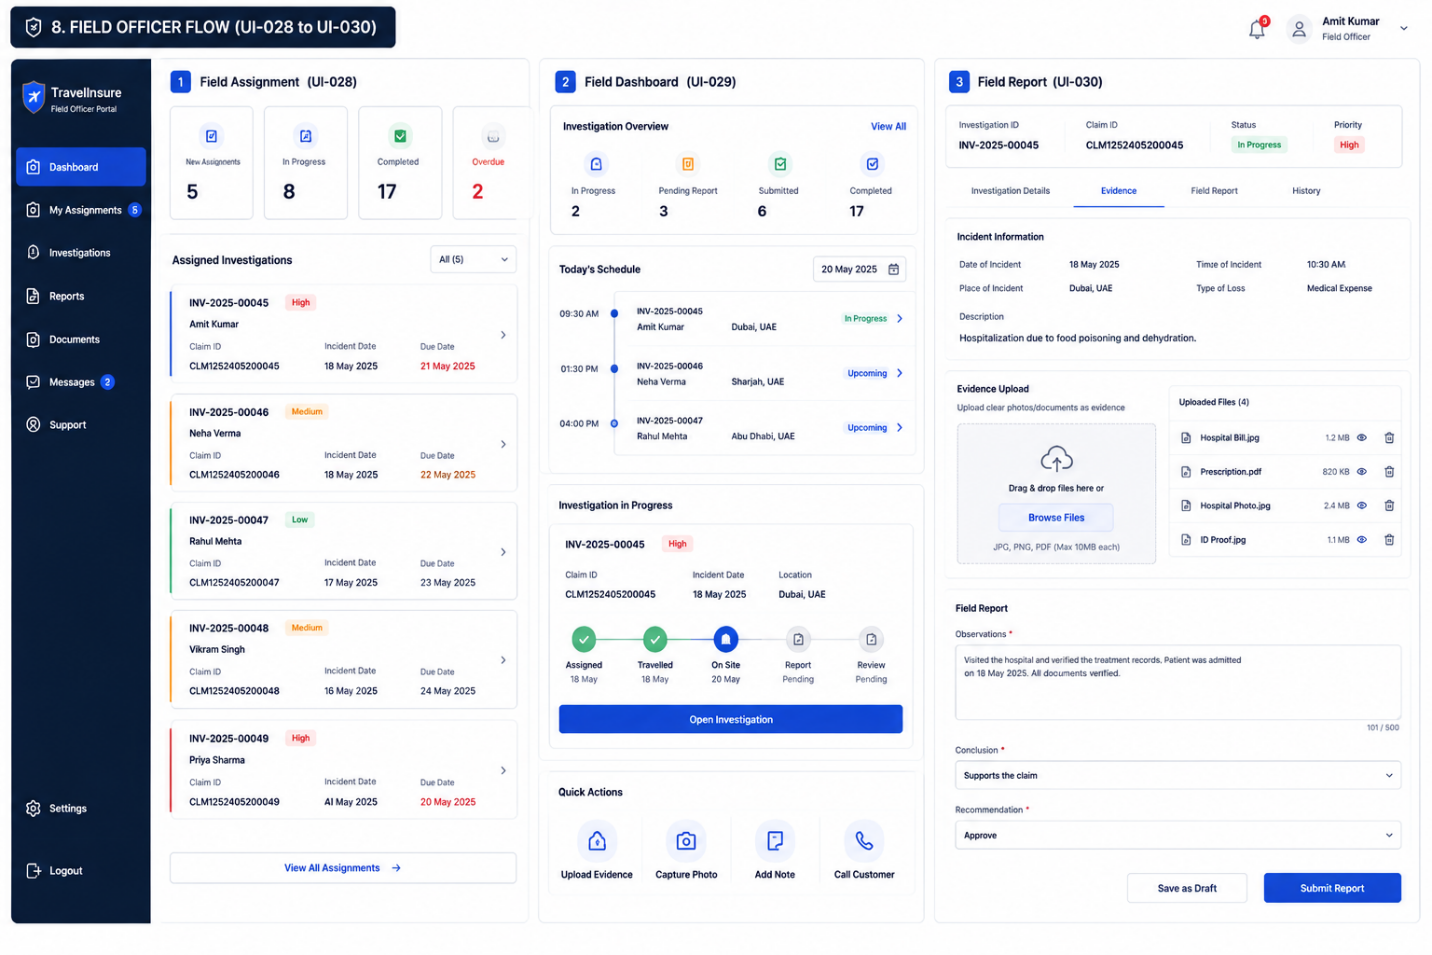 8. FIELD OFFICER FLOW (UI-028 to UI-030)
3
Amit Kumar
Field Officer
TravelInsure
Field Officer Portal
Dashboard
My Assignments 5
Investigations
Reports
Documents
Messages 2
Support
Settings
Logout
1 Field Assignment (UI-028)
New Assignments
5
In Progress
8
Completed
17
Overdue
2
Assigned Investigations
All (5)
INV-2025-00045 High
Amit Kumar
Claim ID Incident Date Due Date
CLM1252405200045 18 May 2025 21 May 2025
INV-2025-00046 Medium
Neha Verma
Claim ID Incident Date Due Date
CLM1252405200046 18 May 2025 22 May 2025
INV-2025-00047 Low
Rahul Mehta
Claim ID Incident Date Due Date
CLM1252405200047 17 May 2025 23 May 2025
INV-2025-00048 Medium
Vikram Singh
Claim ID Incident Date Due Date
CLM1252405200048 16 May 2025 24 May 2025
INV-2025-00049 High
Priya Sharma
Claim ID Incident Date Due Date
CLM1252405200049 AI May 2025 20 May 2025
View All Assignments →
2 Field Dashboard (UI-029)
Investigation Overview View All
In Progress Pending Report Submitted Completed
2 3 6 17
Today's Schedule 20 May 2025
09:30 AM INV-2025-00045
Amit Kumar Dubai, UAE In Progress
01:30 PM INV-2025-00046
Neha Verma Sharjah, UAE Upcoming
04:00 PM INV-2025-00047
Rahul Mehta Abu Dhabi, UAE Upcoming
Investigation in Progress
INV-2025-00045 High
Claim ID Incident Date Location
CLM1252405200045 18 May 2025 Dubai, UAE
Assigned Travelled On Site Report Review
18 May 18 May 20 May Pending Pending
Open Investigation
Quick Actions
Upload Evidence Capture Photo Add Note Call Customer
3 Field Report (UI-030)
Investigation ID Claim ID Status Priority
INV-2025-00045 CLM1252405200045 In Progress High
Investigation Details Evidence Field Report History
Incident Information
Date of Incident 18 May 2025 Time of Incident 10:30 AM
Place of Incident Dubai, UAE Type of Loss Medical Expense
Description
Hospitalization due to food poisoning and dehydration.
Evidence Upload
Upload clear photos/documents as evidence
Drag & drop files here or
Browse Files
JPG, PNG, PDF (Max 10MB each)
Uploaded Files (4)
Hospital Bill.jpg 1.2 MB
Prescription.pdf 820 KB
Hospital Photo.jpg 2.4 MB
ID Proof.jpg 1.1 MB
Field Report
Observations *
Visited the hospital and verified the treatment records. Patient was admitted
on 18 May 2025. All documents verified.
101 / 500
Conclusion *
Supports the claim
Recommendation *
Approve
Save as Draft Submit Report